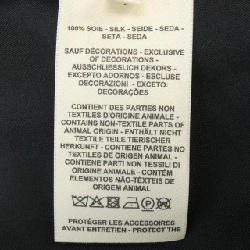 100% SOIE - SILK - SEIDE - SEDA -
SETA - SEDA
SAUF DÉCORATIONS - EXCLUSIVE
OF DECORATIONS -
AUSSCHLIESSLICH DEKORS -
EXCEPTO ADORNOS - ESCLUSE
DECORAZIONI - EXCETO
DECORAÇÕES
CONTIENT DES PARTIES NON
TEXTILES D'ORIGINE ANIMALE -
CONTAINS NON-TEXTILE PARTS OF
ANIMAL ORIGIN - ENTHÄLT NICHT
TEXTILE TEILE TIERISCHER
HERKUNFT - CONTIENE PARTES
NO TEXTILES DE ORIGEN ANIMAL -
CONTIENE PARTI NON TESSILI DI
ORIGINE ANIMALE - CONTÉM
ELEMENTOS NÃO-TÊXTEIS DE
ORIGEM ANIMAL
P
PROTÉGER LES ACCESSOIRES
AVANT ENTRETIEN - PROTECT THE